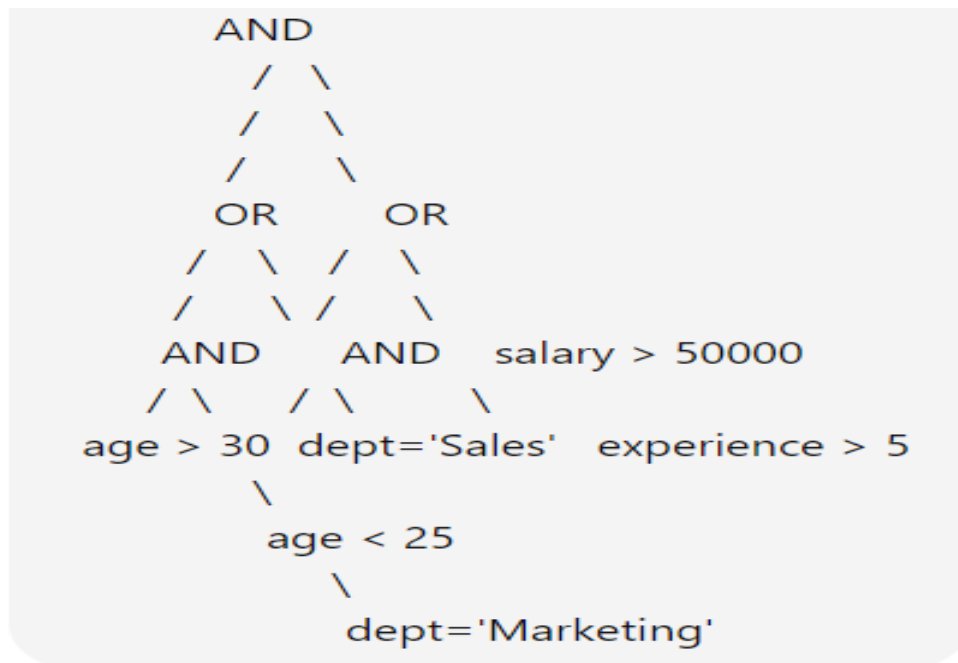 AND
/ \
/ \
/ \
OR OR
/ \ / \
/ \ / \
AND AND salary > 50000
/ \ / \ \
age > 30 dept='Sales' experience > 5
\
age < 25
\
dept='Marketing'